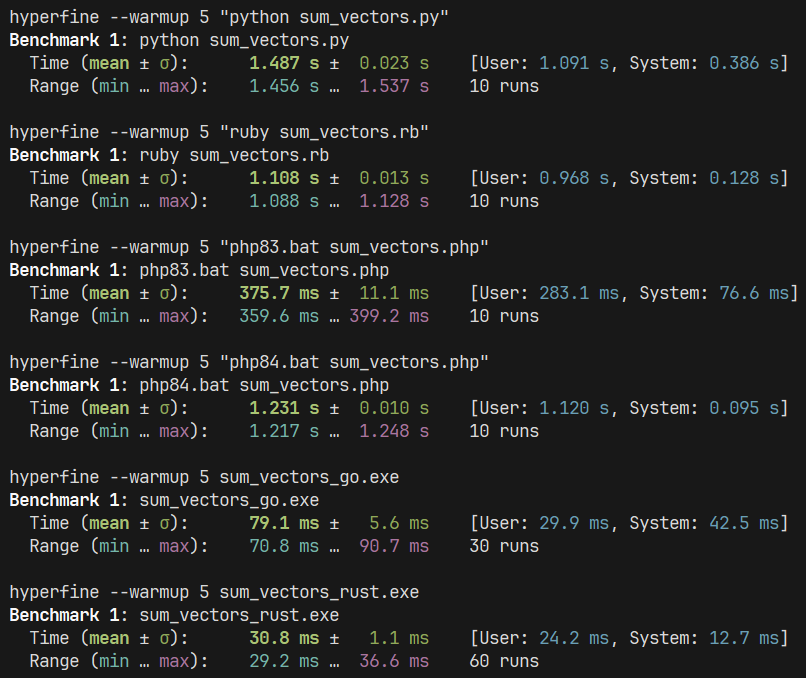 hyperfine --warmup 5 "python sum_vectors.py"
Benchmark 1: python sum_vectors.py
  Time (mean ± σ):      1.487 s ±  0.023 s    [User: 1.091 s, System: 0.386 s]
  Range (min … max):    1.456 s …  1.537 s    10 runs

hyperfine --warmup 5 "ruby sum_vectors.rb"
Benchmark 1: ruby sum_vectors.rb
  Time (mean ± σ):      1.108 s ±  0.013 s    [User: 0.968 s, System: 0.128 s]
  Range (min … max):    1.088 s …  1.128 s    10 runs

hyperfine --warmup 5 "php83.bat sum_vectors.php"
Benchmark 1: php83.bat sum_vectors.php
  Time (mean ± σ):     375.7 ms ±  11.1 ms    [User: 283.1 ms, System: 76.6 ms]
  Range (min … max):   359.6 ms … 399.2 ms    10 runs

hyperfine --warmup 5 "php84.bat sum_vectors.php"
Benchmark 1: php84.bat sum_vectors.php
  Time (mean ± σ):      1.231 s ±  0.010 s    [User: 1.120 s, System: 0.095 s]
  Range (min … max):    1.217 s …  1.248 s    10 runs

hyperfine --warmup 5 sum_vectors_go.exe
Benchmark 1: sum_vectors_go.exe
  Time (mean ± σ):      79.1 ms ±   5.6 ms    [User: 29.9 ms, System: 42.5 ms]
  Range (min … max):    70.8 ms …  90.7 ms    30 runs

hyperfine --warmup 5 sum_vectors_rust.exe
Benchmark 1: sum_vectors_rust.exe
  Time (mean ± σ):      30.8 ms ±   1.1 ms    [User: 24.2 ms, System: 12.7 ms]
  Range (min … max):    29.2 ms …  36.6 ms    60 runs